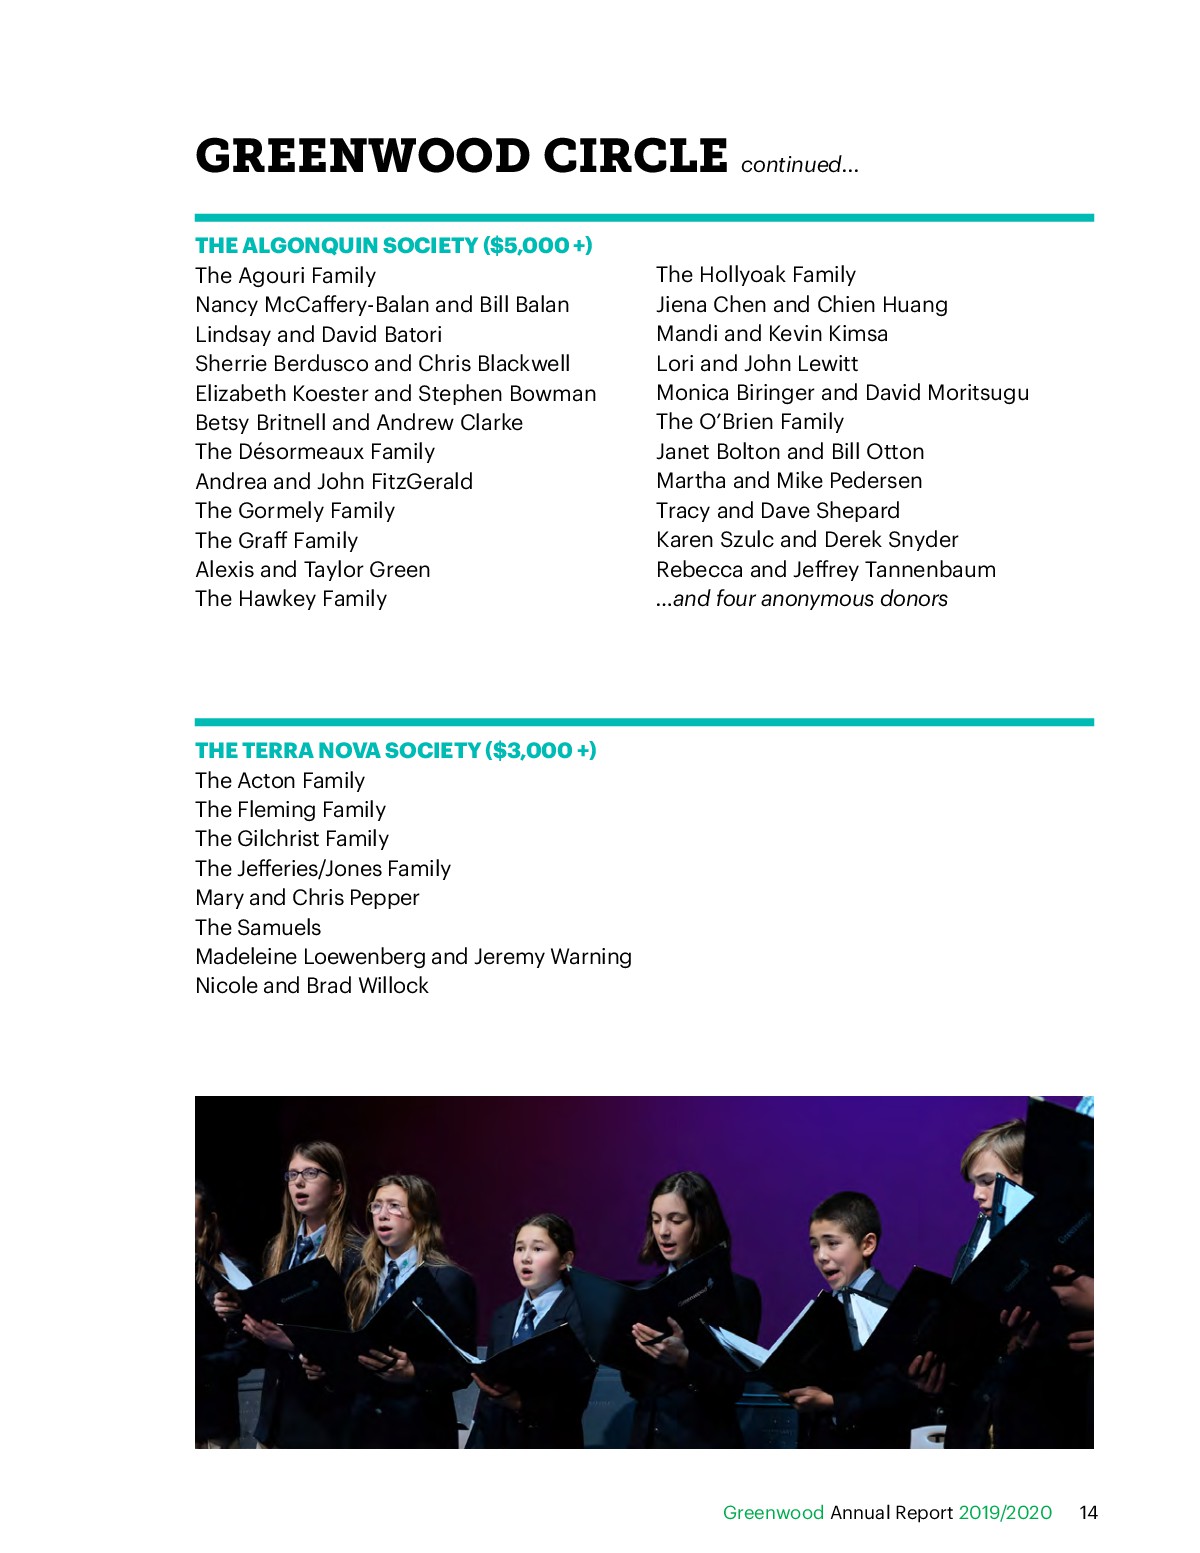 GREENWOOD CIRCLE continued...
THE ALGONQUIN SOCIETY ($5,000 +)
The Agouri Family
Nancy McCaffery-Balan and Bill Balan
Lindsay and David Batori
Sherrie Berdusco and Chris Blackwell
Elizabeth Koester and Stephen Bowman
Betsy Britnell and Andrew Clarke
The Désormeaux Family
Andrea and John FitzGerald
The Gormely Family
The Graff Family
Alexis and Taylor Green
The Hawkey Family
The Hollyoak Family
Jiena Chen and Chien Huang
Mandi and Kevin Kimsa
Lori and John Lewitt
Monica Biringer and David Moritsugu
The O’Brien Family
Janet Bolton and Bill Otton
Martha and Mike Pedersen
Tracy and Dave Shepard
Karen Szulc and Derek Snyder
Rebecca and Jeffrey Tannenbaum
...and four anonymous donors
THE TERRA NOVA SOCIETY ($3,000 +)
The Acton Family
The Fleming Family
The Gilchrist Family
The Jefferies/Jones Family
Mary and Chris Pepper
The Samuels
Madeleine Loewenberg and Jeremy Warning
Nicole and Brad Willock
Greenwood Annual Report 2019/2020 14